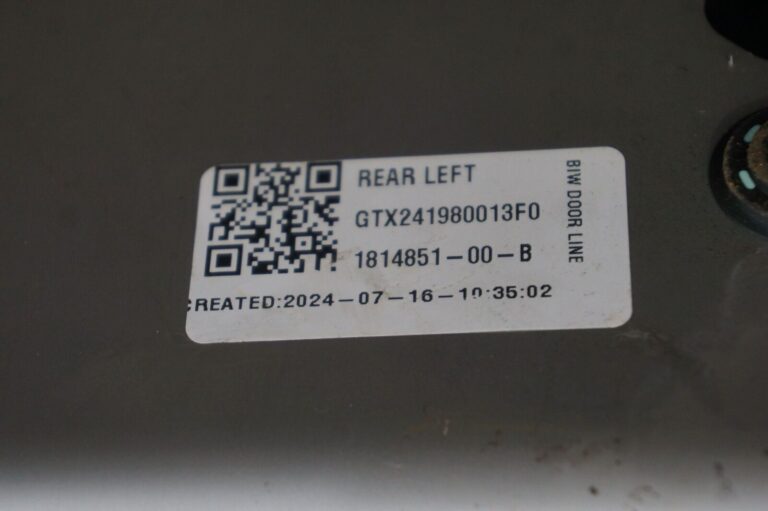 REAR LEFT
GTX241980013F0
1814851-00-B
CREATED:2024-07-16-10:35:02
BIW DOOR LINE